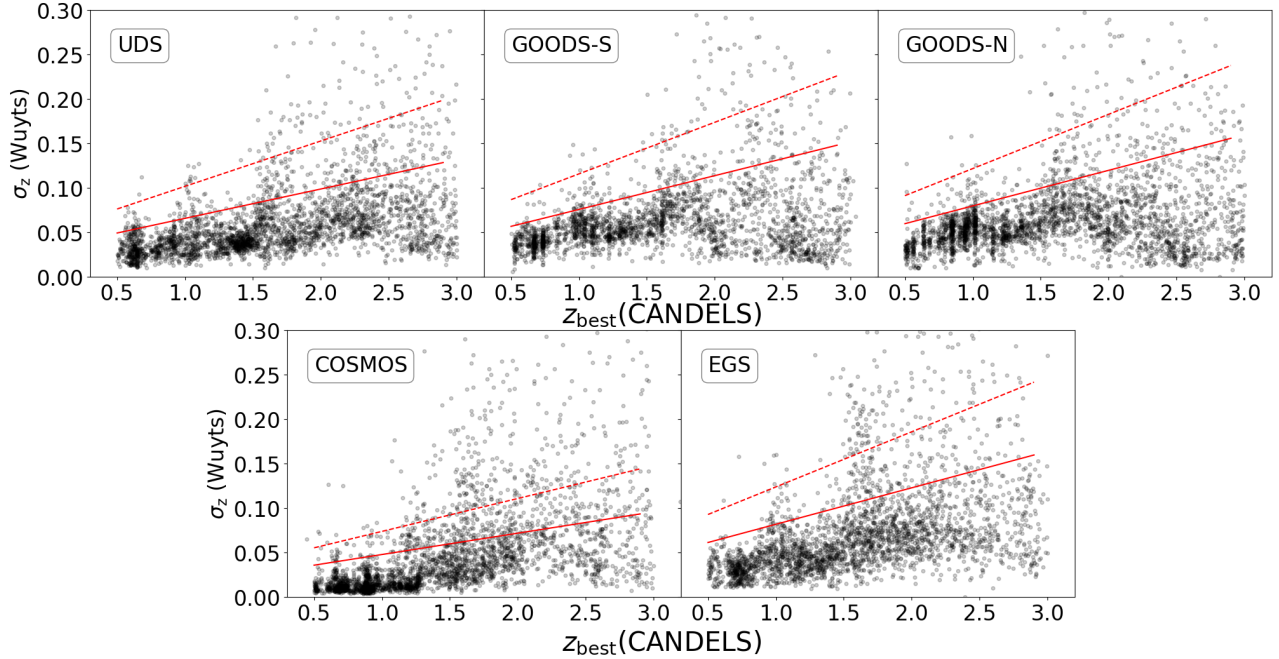 0.30
0.25
0.20
0.15
0.10
0.05
0.00
σz (Wuyts)
UDS
GOODS-S
GOODS-N
0.5 1.0 1.5 2.0 2.5 3.0 0.5 1.0 1.5 2.0 2.5 3.0 0.5 1.0 1.5 2.0 2.5 3.0
zbest(CANDELS)
0.30
0.25
0.20
0.15
0.10
0.05
0.00
σz (Wuyts)
COSMOS
EGS
0.5 1.0 1.5 2.0 2.5 3.0 0.5 1.0 1.5 2.0 2.5 3.0
zbest(CANDELS)